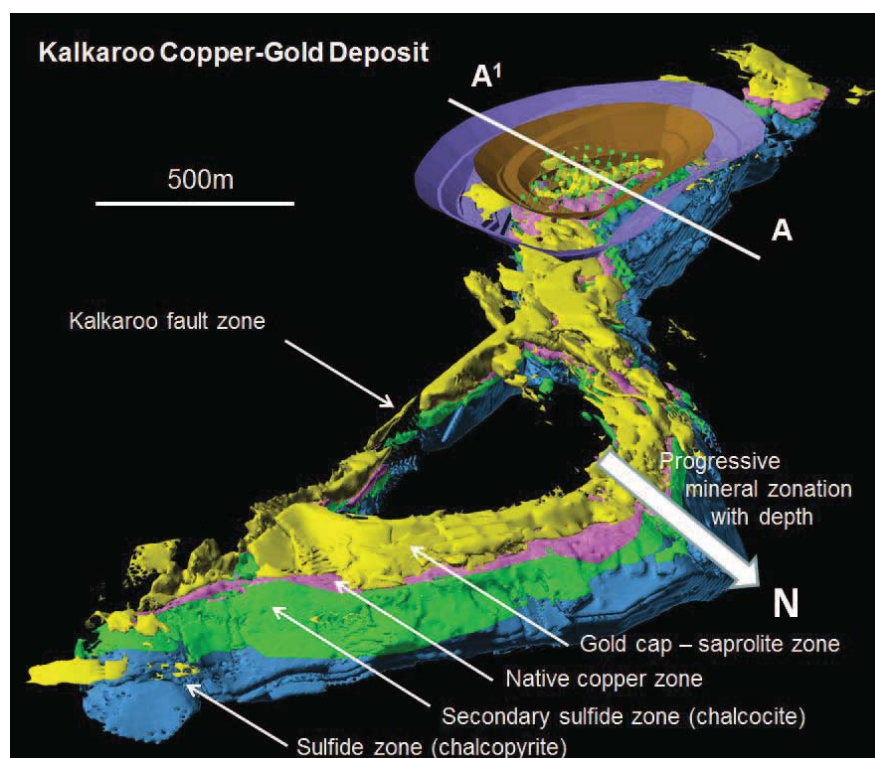 Kalkaroo Copper-Gold Deposit
A¹
500m
A
Kalkaroo fault zone
Progressive
mineral zonation
with depth
N
Gold cap – saprolite zone
Native copper zone
Secondary sulfide zone (chalcocite)
Sulfide zone (chalcopyrite)